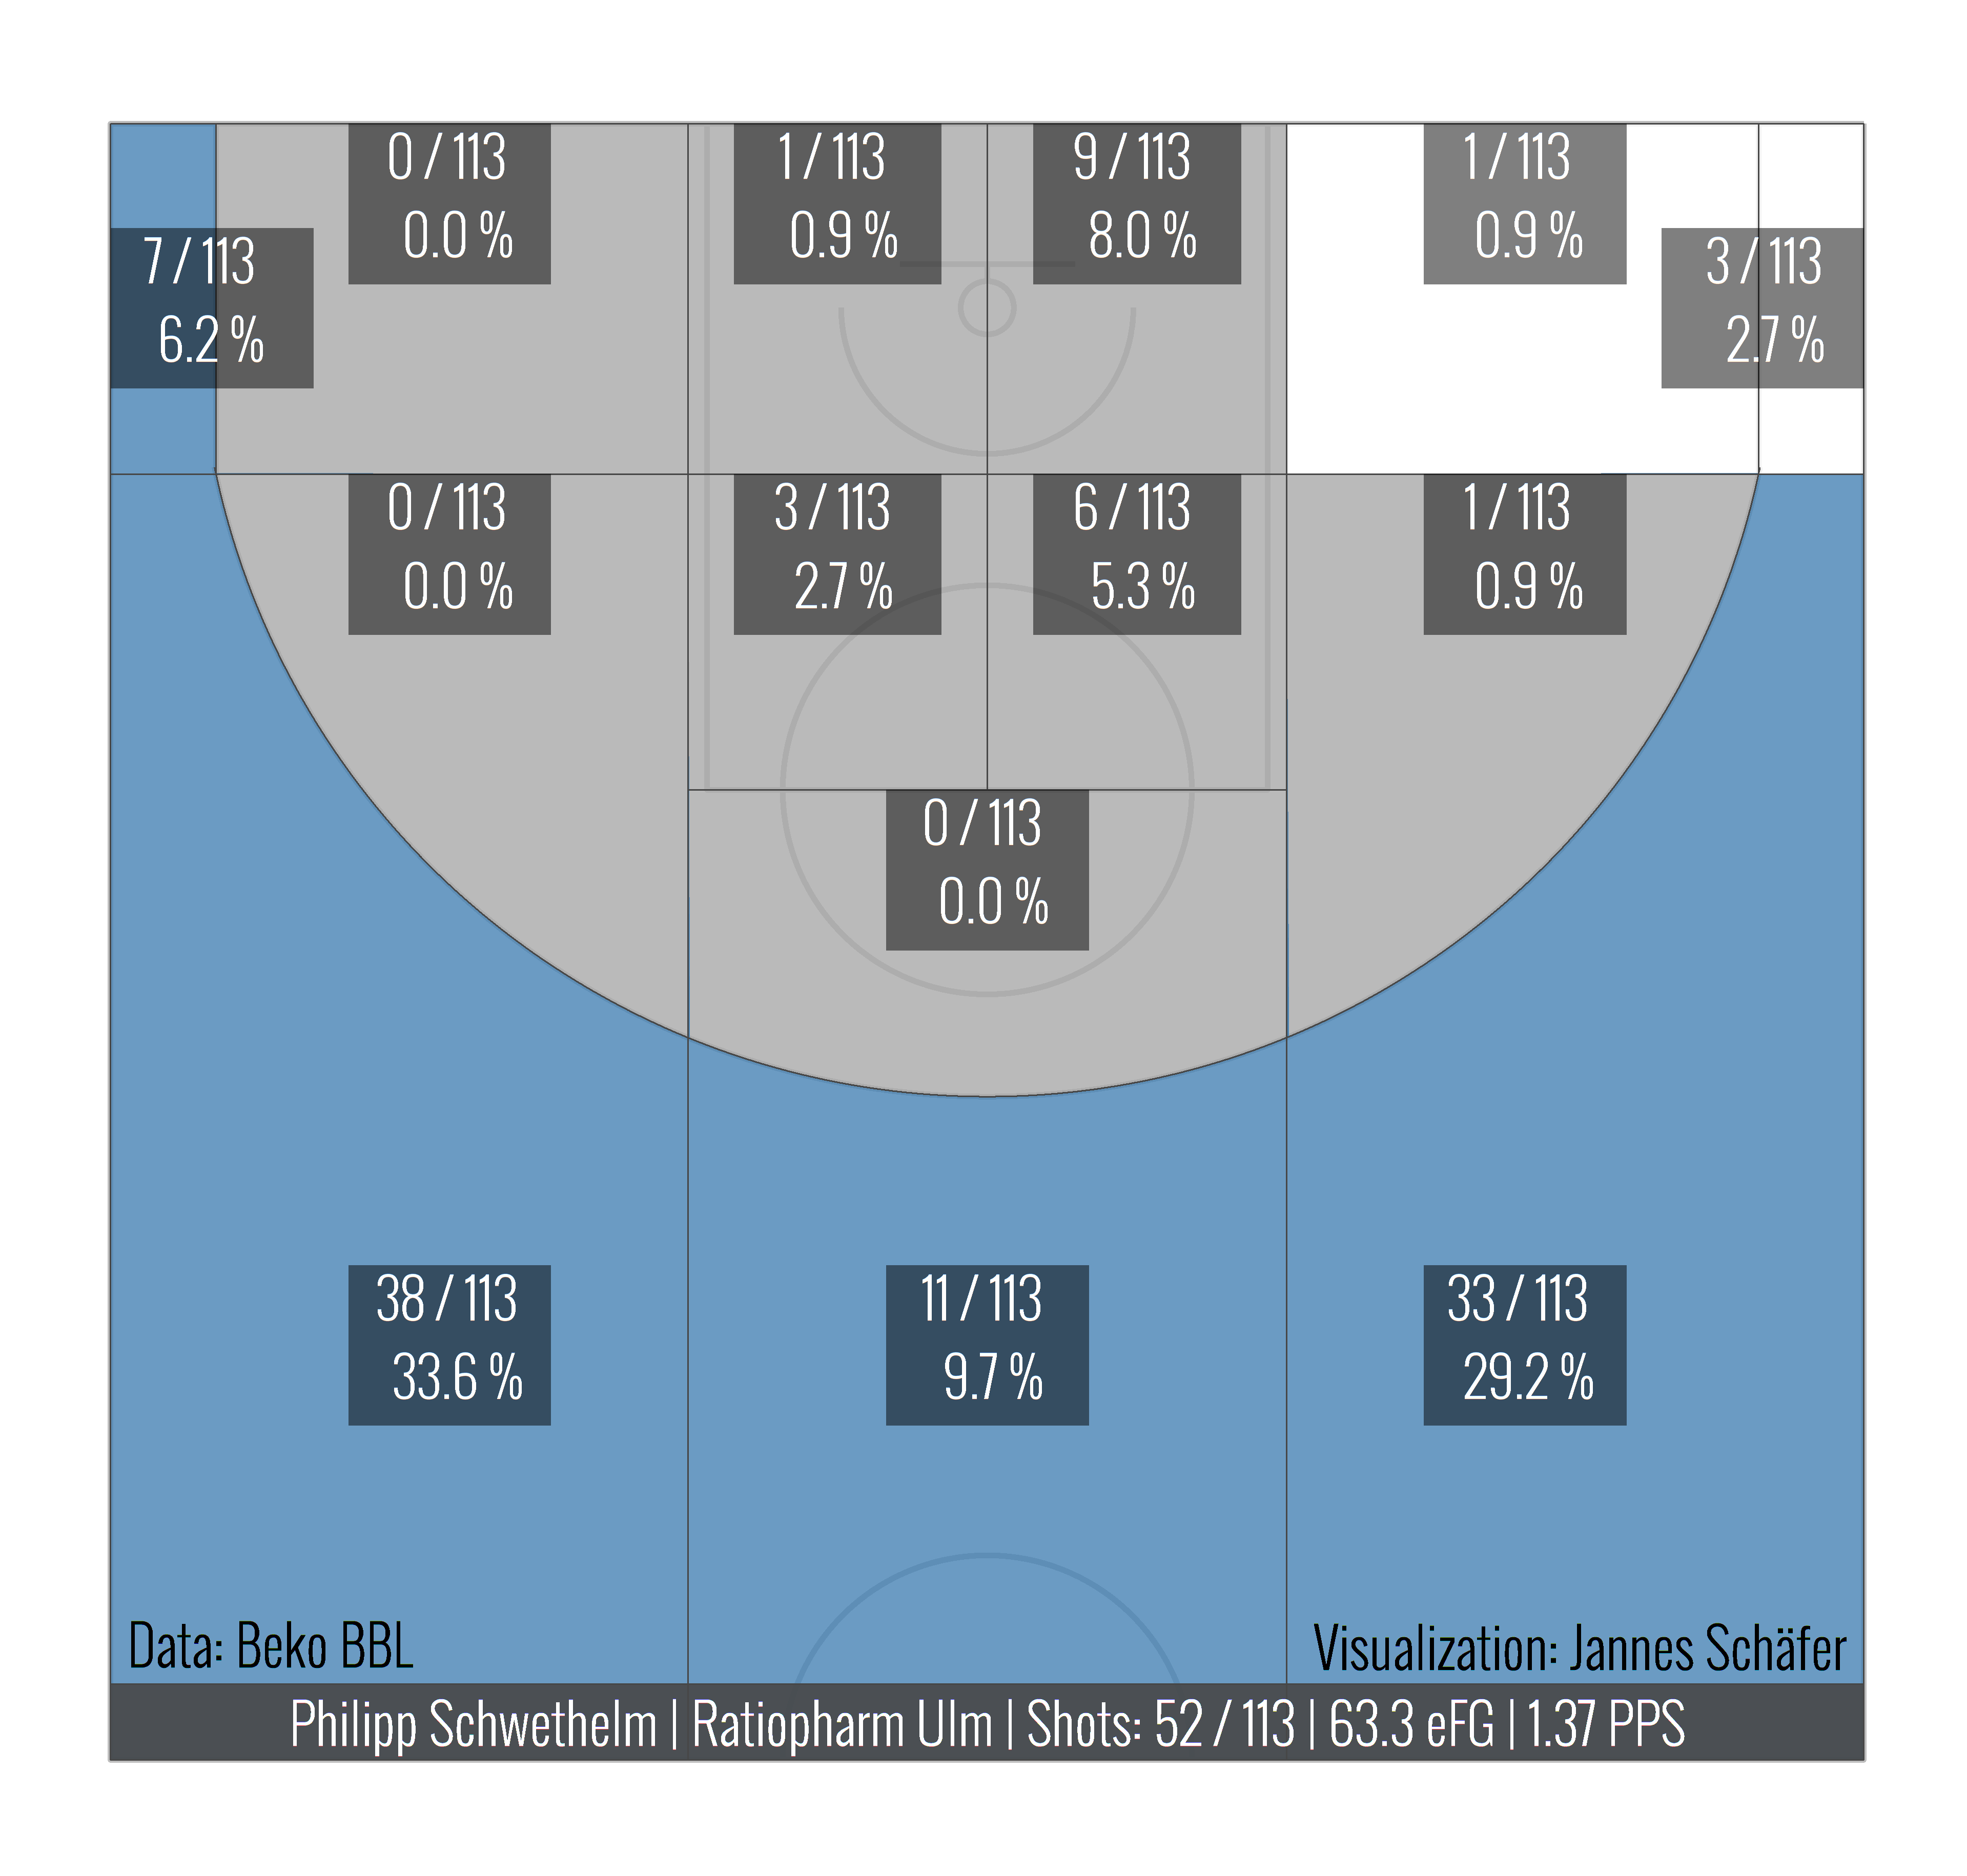 0 / 113
0.0 %
1 / 113
0.9 %
9 / 113
8.0 %
1 / 113
0.9 %
7 / 113
6.2 %
3 / 113
2.7 %
0 / 113
0.0 %
3 / 113
2.7 %
6 / 113
5.3 %
1 / 113
0.9 %
0 / 113
0.0 %
38 / 113
33.6 %
11 / 113
9.7 %
33 / 113
29.2 %
Data: Beko BBL
Visualization: Jannes Schäfer
Philipp Schwethelm | Ratiopharm Ulm | Shots: 52 / 113 | 63.3 eFG | 1.37 PPS